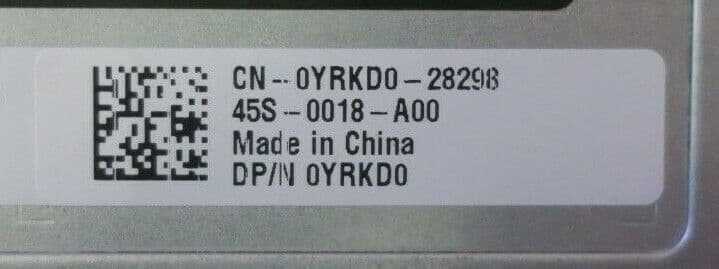 CN-0YRKD0-28298
45S-0018-A00
Made in China
DP/N 0YRKD0